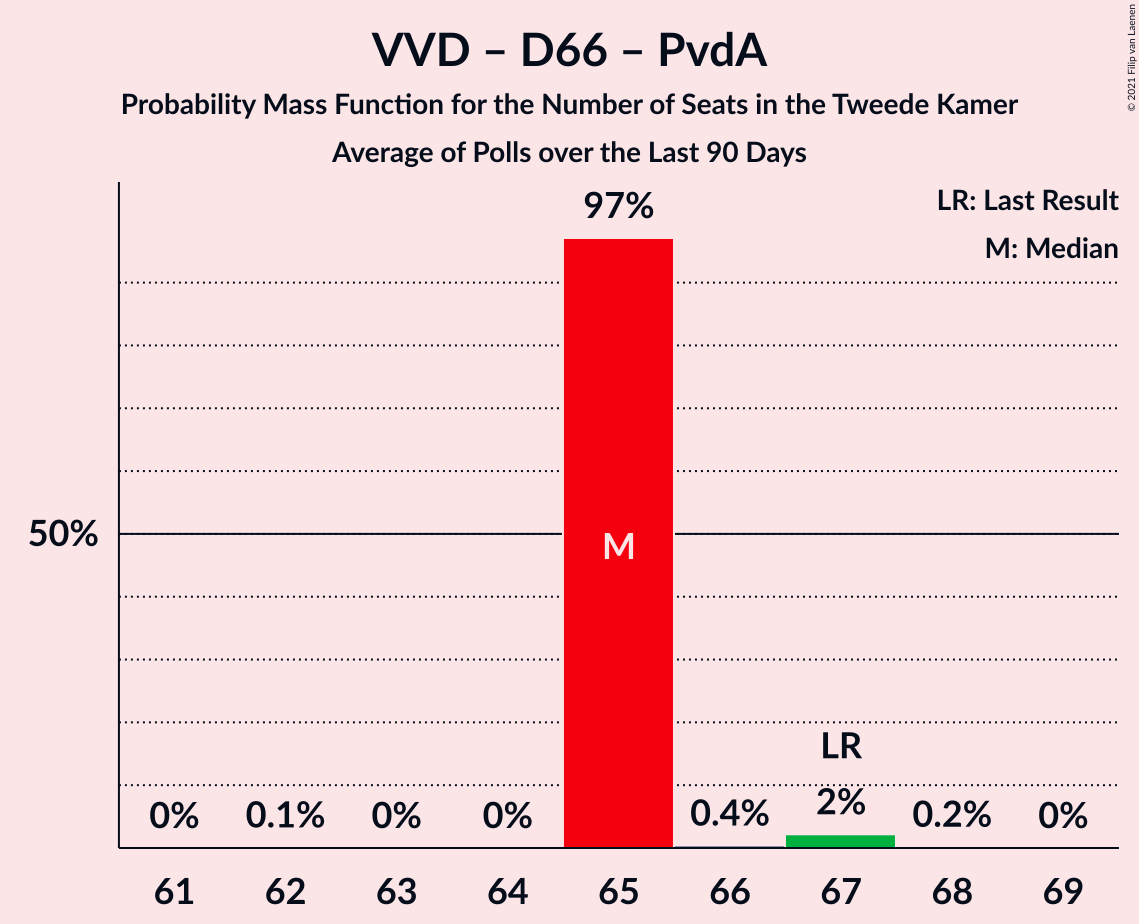 VVD – D66 – PvdA
Probability Mass Function for the Number of Seats in the Tweede Kamer
Average of Polls over the Last 90 Days
© 2021 Filip van Laenen
LR: Last Result
M: Median
97%
50%
M
LR
0% 0.1% 0% 0% 0.4% 2% 0.2% 0%
61 62 63 64 65 66 67 68 69